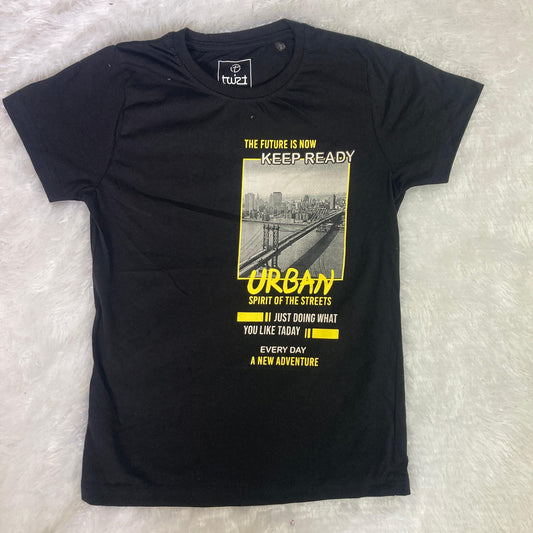 twizt
THE FUTURE IS NOW
KEEP READY
URBAN
SPIRIT OF THE STREETS
JUST DOING WHAT
YOU LIKE TADAY
EVERY DAY
A NEW ADVENTURE